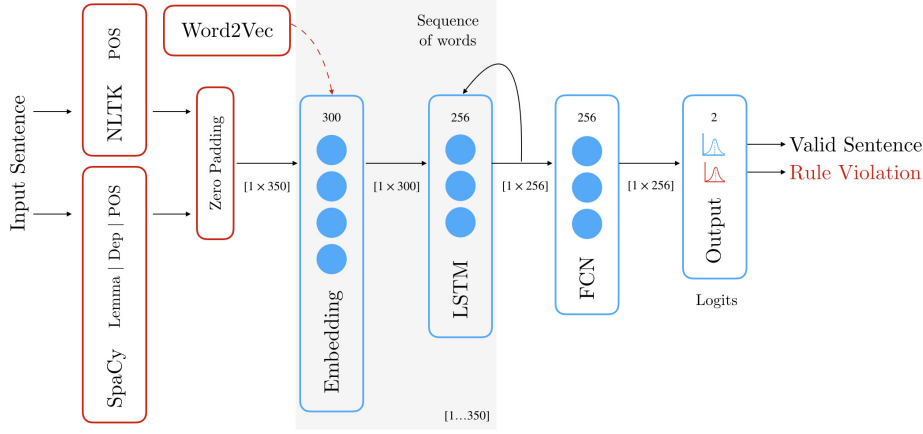 Input Sentence
NLTK POS
SpaCy Lemma | Dep | POS
Word2Vec
Zero Padding
[1 × 350]
Sequence
of words
300
Embedding
[1 × 300]
256
LSTM
[1...350]
[1 × 256]
256
FCN
[1 × 256]
2
Output
Logits
Valid Sentence
Rule Violation